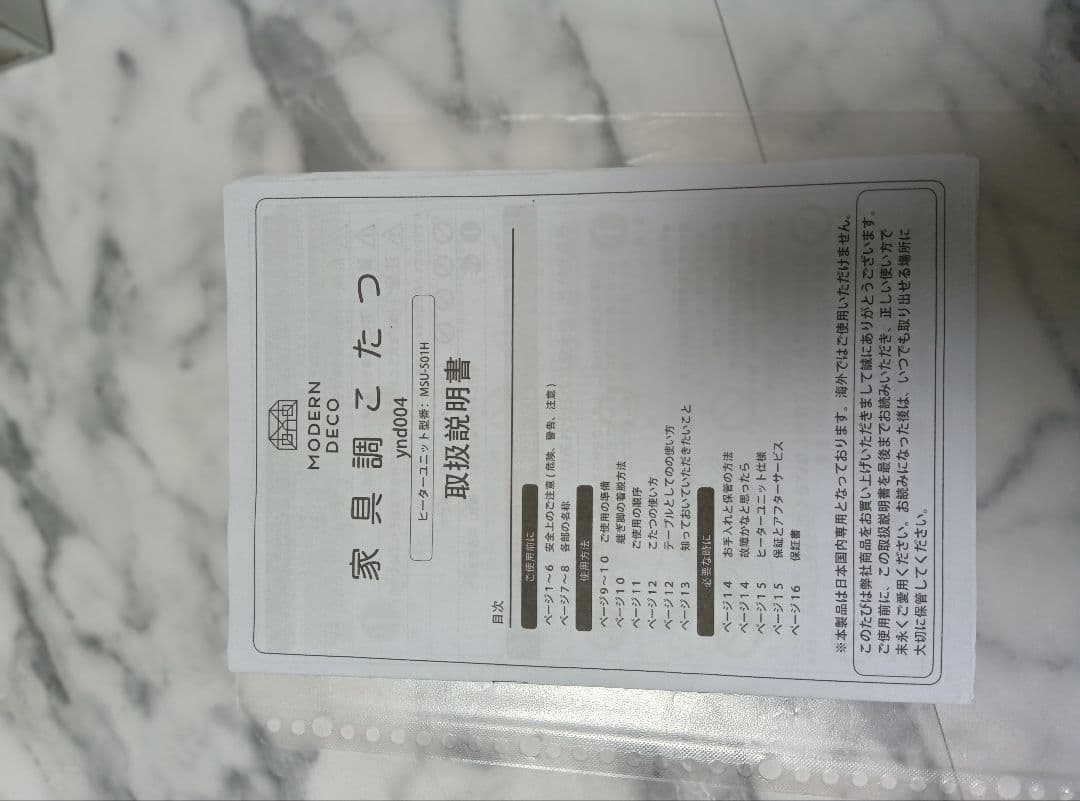 MODERN
DECO
家具調こたつ
ynd004
ヒーターユニット型番：MSU-501H
取扱説明書
目次
ご使用前に
ページ1～6 安全上のご注意（危険、警告、注意）
ページ7～8 各部の名称
使用方法
ページ9～10 ご使用の準備
ページ10 継ぎ脚の着脱方法
ページ11 ご使用の順序
ページ12 こたつの使い方
ページ12 テーブルとしての使い方
ページ13 知っておいていただきたいこと
必要な時に
ページ14 お手入れと保管の方法
ページ14 故障かなと思ったら
ページ15 ヒーターユニット仕様
ページ15 保証とアフターサービス
ページ16 保証書
※本製品は日本国内専用となっております。海外ではご使用いただけません。
このたびは弊社商品をお買い上げいただきまして誠にありがとうございます。
ご使用前に、この取扱説明書を最後までお読みいただき、正しい使い方で
末永くご愛用ください。お読みになった後は、いつでも取り出せる場所に
大切に保管してください。